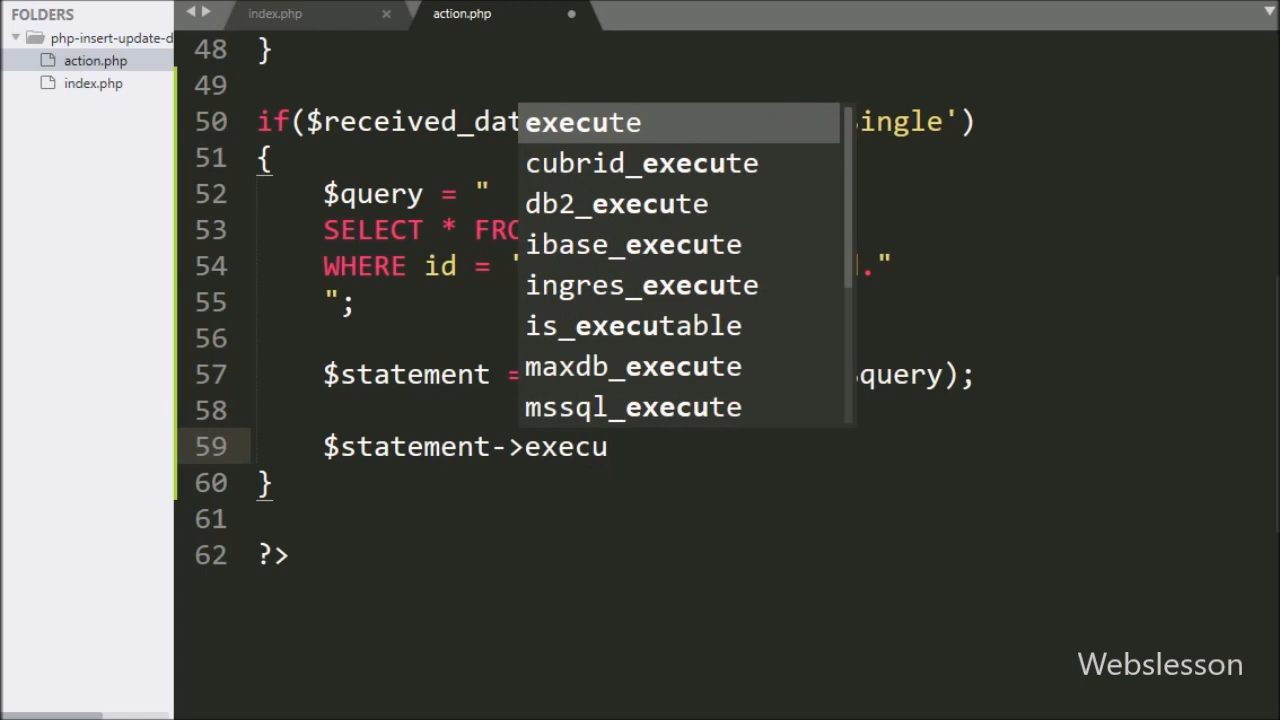 FOLDERS
php-insert-update-d
action.php
index.php
index.php
action.php
48 }
49
50 if($received_dat ingle')
51 {
52 $query = "
53 SELECT * FRO
54 WHERE id = ' ."
55 ";
56
57 $statement = query);
58
59 $statement->execu
60 }
61
62 ?>
execute
cubrid_execute
db2_execute
ibase_execute
ingres_execute
is_executable
maxdb_execute
mssql_execute
Webslesson